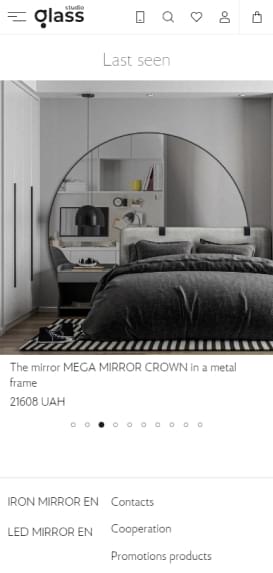 studio
glass
Last seen
The mirror MEGA MIRROR CROWN in a metal
frame
21608 UAH
IRON MIRROR EN
Contacts
LED MIRROR EN
Cooperation
Promotions products